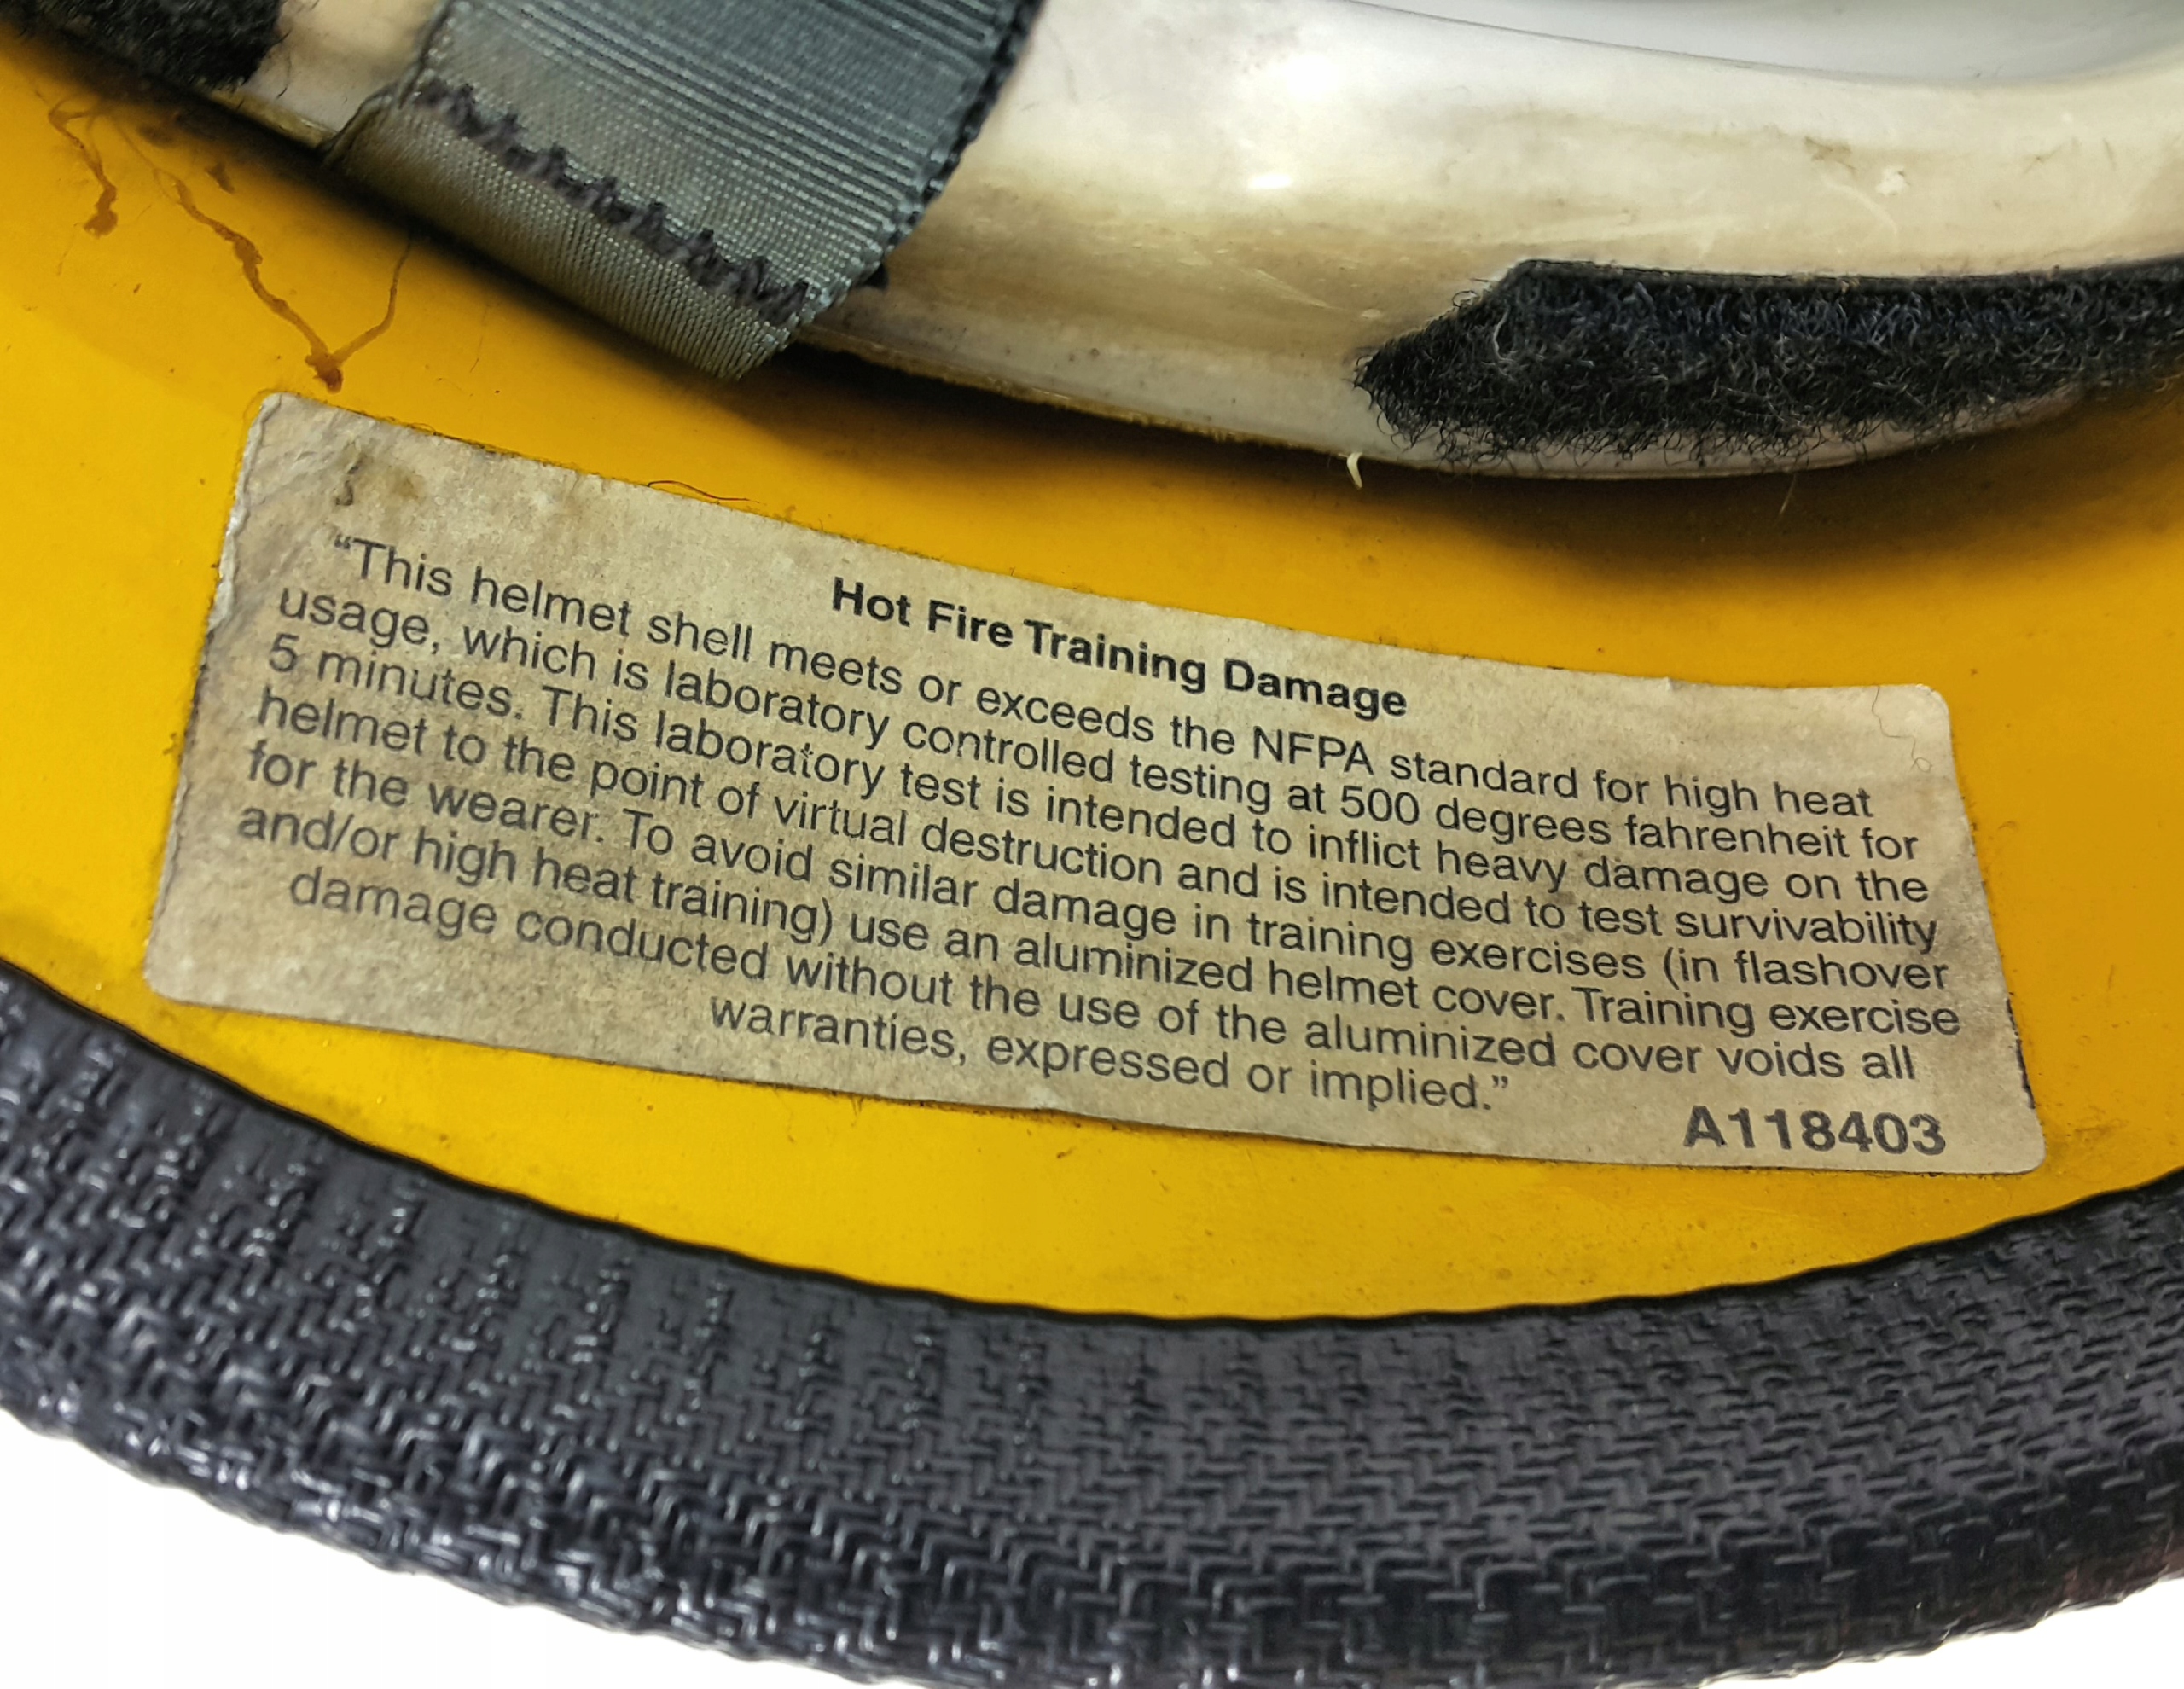 Hot Fire Training Damage
“This helmet shell meets or exceeds the NFPA standard for high heat
usage, which is laboratory controlled testing at 500 degrees fahrenheit for
5 minutes. This laboratory test is intended to inflict heavy damage on the
helmet to the point of virtual destruction and is intended to test survivability
for the wearer. To avoid similar damage in training exercises (in flashover
and/or high heat training) use an aluminized helmet cover. Training exercise
damage conducted without the use of the aluminized cover voids all
warranties, expressed or implied.”
A118403